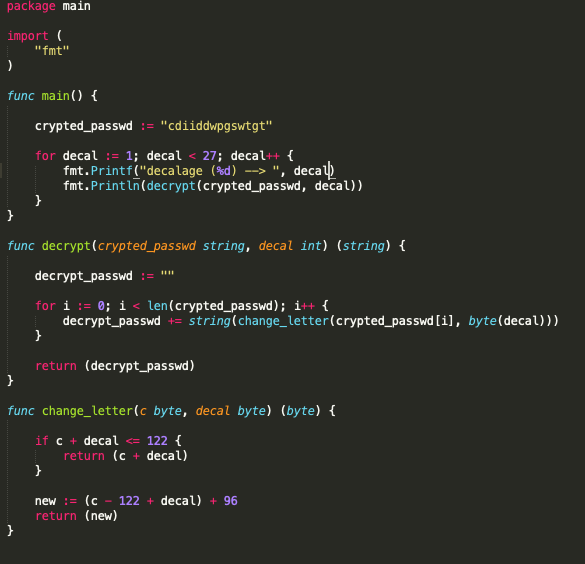 package main
import (
"fmt"
)
func main() {
crypted_passwd := "cdiiddwpgswtgt"
for decal := 1; decal < 27; decal++ {
fmt.Printf("decalage (%d) --> ", decal)
fmt.Println(decrypt(crypted_passwd, decal))
}
}
func decrypt(crypted_passwd string, decal int) (string) {
decrypt_passwd := ""
for i := 0; i < len(crypted_passwd); i++ {
decrypt_passwd += string(change_letter(crypted_passwd[i], byte(decal)))
}
return (decrypt_passwd)
}
func change_letter(c byte, decal byte) (byte) {
if c + decal <= 122 {
return (c + decal)
}
new := (c - 122 + decal) + 96
return (new)
}